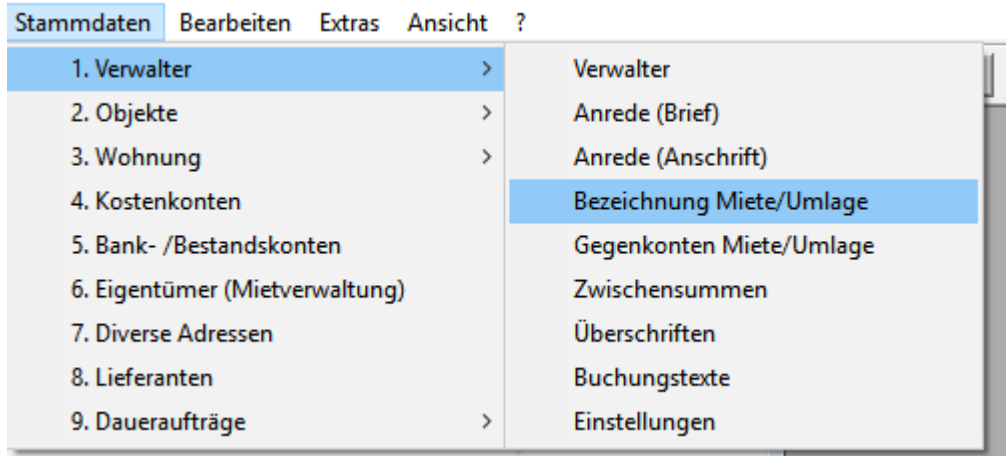 Stammdaten Bearbeiten Extras Ansicht ?
1. Verwalter >
2. Objekte >
3. Wohnung >
4. Kostenkonten
5. Bank- /Bestandskonten
6. Eigentümer (Mietverwaltung)
7. Diverse Adressen
8. Lieferanten
9. Daueraufträge >
Verwalter
Anrede (Brief)
Anrede (Anschrift)
Bezeichnung Miete/Umlage
Gegenkonten Miete/Umlage
Zwischensummen
Überschriften
Buchungstexte
Einstellungen